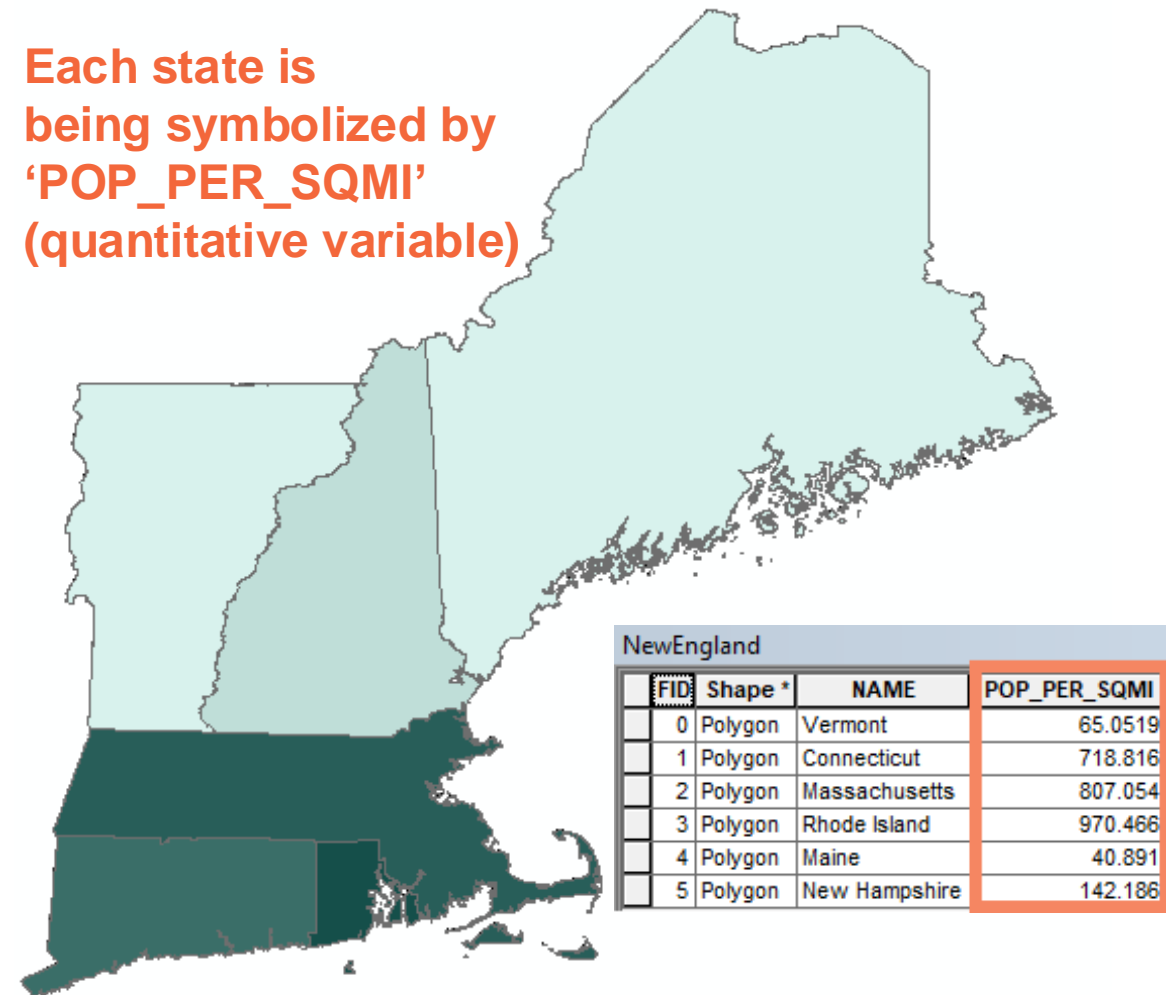 Each state is
being symbolized by
‘POP_PER_SQMI’
(quantitative variable)
NewEngland
FID Shape * NAME POP_PER_SQMI
0 Polygon Vermont 65.0519
1 Polygon Connecticut 718.816
2 Polygon Massachusetts 807.054
3 Polygon Rhode Island 970.466
4 Polygon Maine 40.891
5 Polygon New Hampshire 142.186